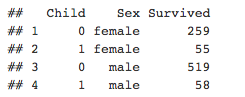 ##   Child    Sex Survived
## 1     0 female      259
## 2     1 female       55
## 3     0   male      519
## 4     1   male       58